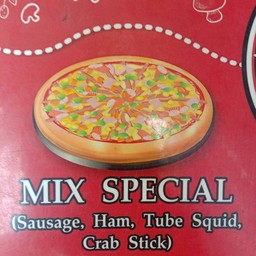 MIX SPECIAL
(Sausage, Ham, Tube Squid,
Crab Stick)